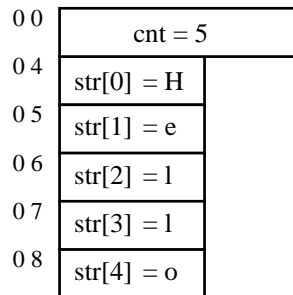 0 0
cnt = 5
0 4
str[0] = H
0 5
str[1] = e
0 6
str[2] = l
0 7
str[3] = l
0 8
str[4] = o